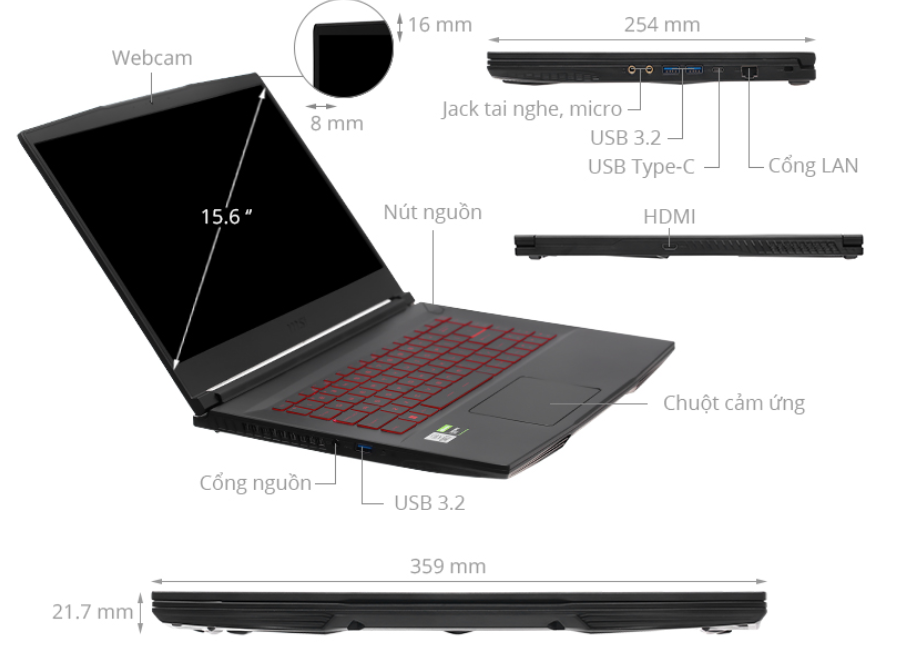 16 mm
254 mm
Webcam
Jack tai nghe, micro
8 mm
USB 3.2
USB Type-C
Cổng LAN
15.6 ″
Nút nguồn
HDMI
Chuột cảm ứng
Cổng nguồn
USB 3.2
359 mm
21.7 mm